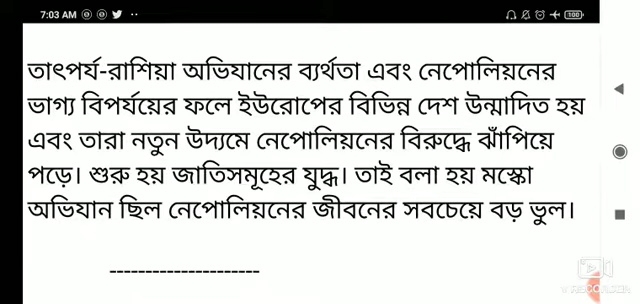 7:03 AM
100
তাৎপর্য-রাশিয়া অভিযানের ব্যর্থতা এবং নেপোলিয়নের
ভাগ্য বিপর্যয়ের ফলে ইউরোপের বিভিন্ন দেশ উন্মাদিত হয়
এবং তারা নতুন উদ্যমে নেপোলিয়নের বিরুদ্ধে ঝাঁপিয়ে
পড়ে। শুরু হয় জাতিসমূহের যুদ্ধ। তাই বলা হয় মস্কো
অভিযান ছিল নেপোলিয়নের জীবনের সবচেয়ে বড় ভুল।
---------------------